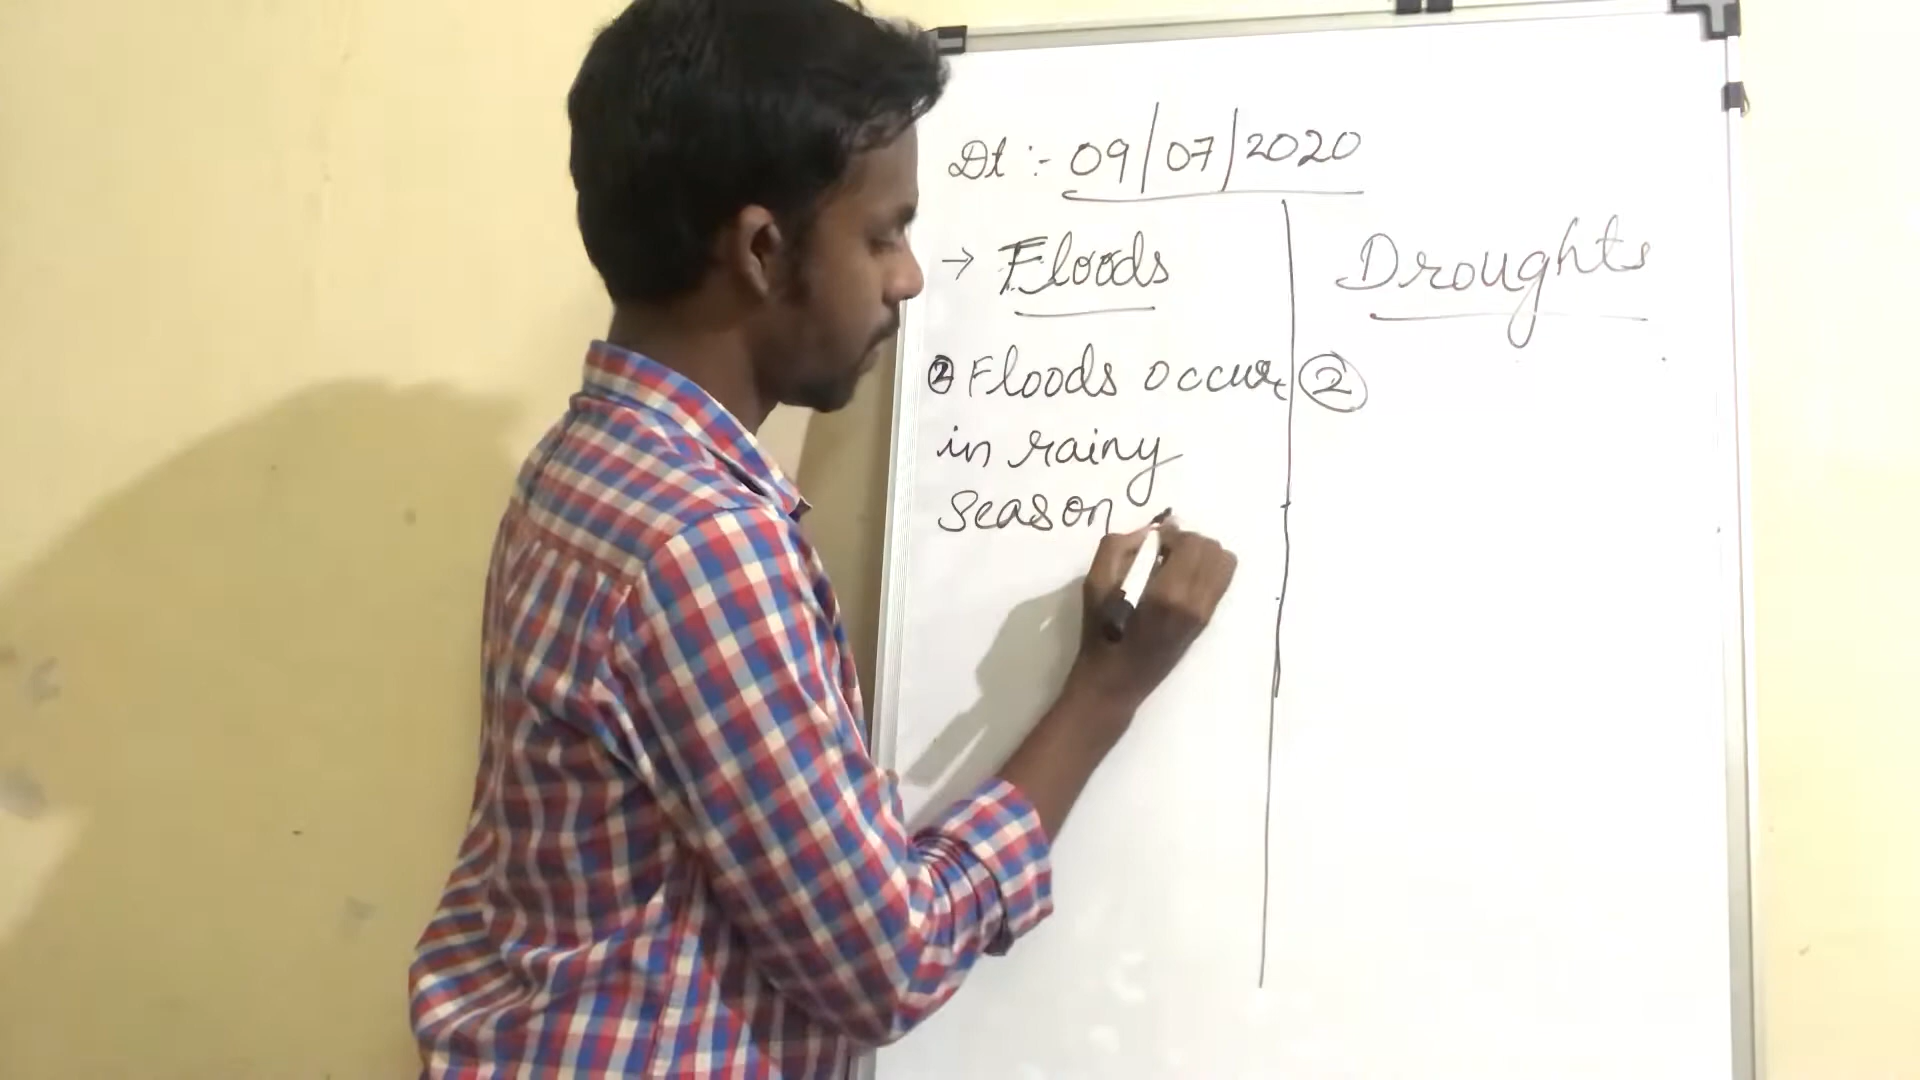 Dt :- 09/07/2020
→ Floods
Droughts
② Floods occur
in rainy
season
②